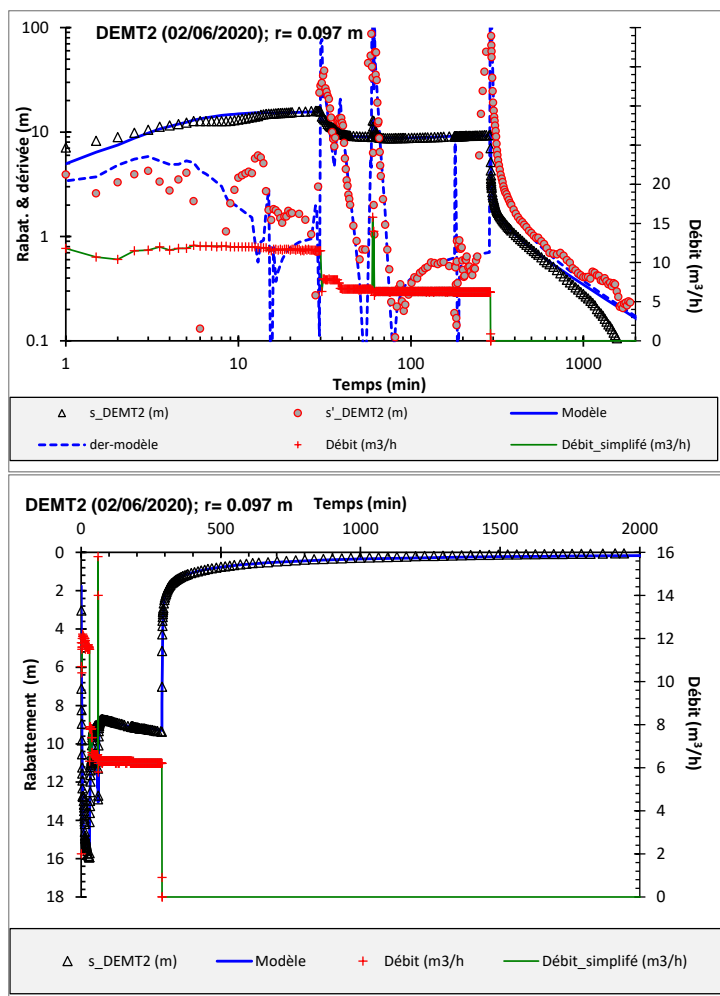 DEMT2 (02/06/2020); r= 0.097 m
100
10
1
0.1
Rabat. & dérivée (m)
1
10
100
1000
Temps (min)
20
15
10
5
0
Débit (m³/h)
s_DEMT2 (m)
s'_DEMT2 (m)
Modèle
der-modèle
Débit (m3/h
Débit_simplifé (m3/h)
DEMT2 (02/06/2020); r= 0.097 m
Temps (min)
0
500
1000
1500
2000
0
2
4
6
8
10
12
14
16
18
Rabattement (m)
16
14
12
10
8
6
4
2
0
Débit (m³/h)
s_DEMT2 (m)
Modèle
Débit (m3/h
Débit_simplifé (m3/h)